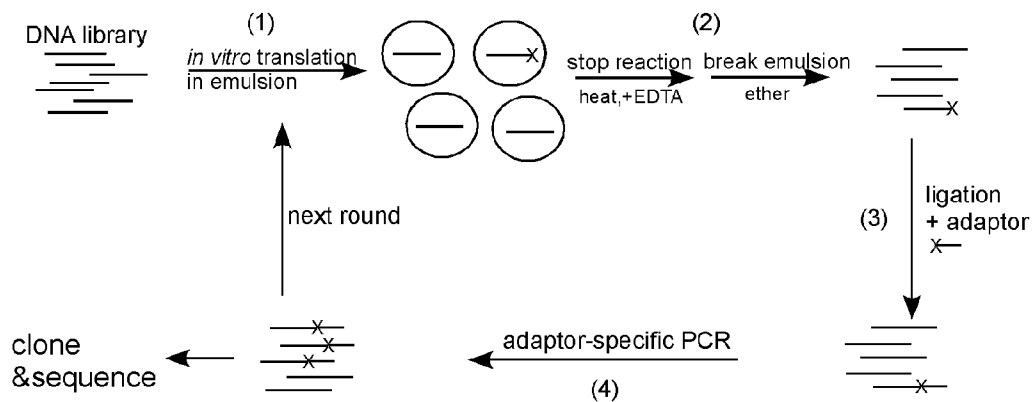 DNA library
(1)
in vitro translation
in emulsion
X
(2)
stop reaction
heat,+EDTA
break emulsion
ether
X
(3)
ligation
+ adaptor
X
X
adaptor-specific PCR
(4)
X
X
X
next round
clone
&sequence